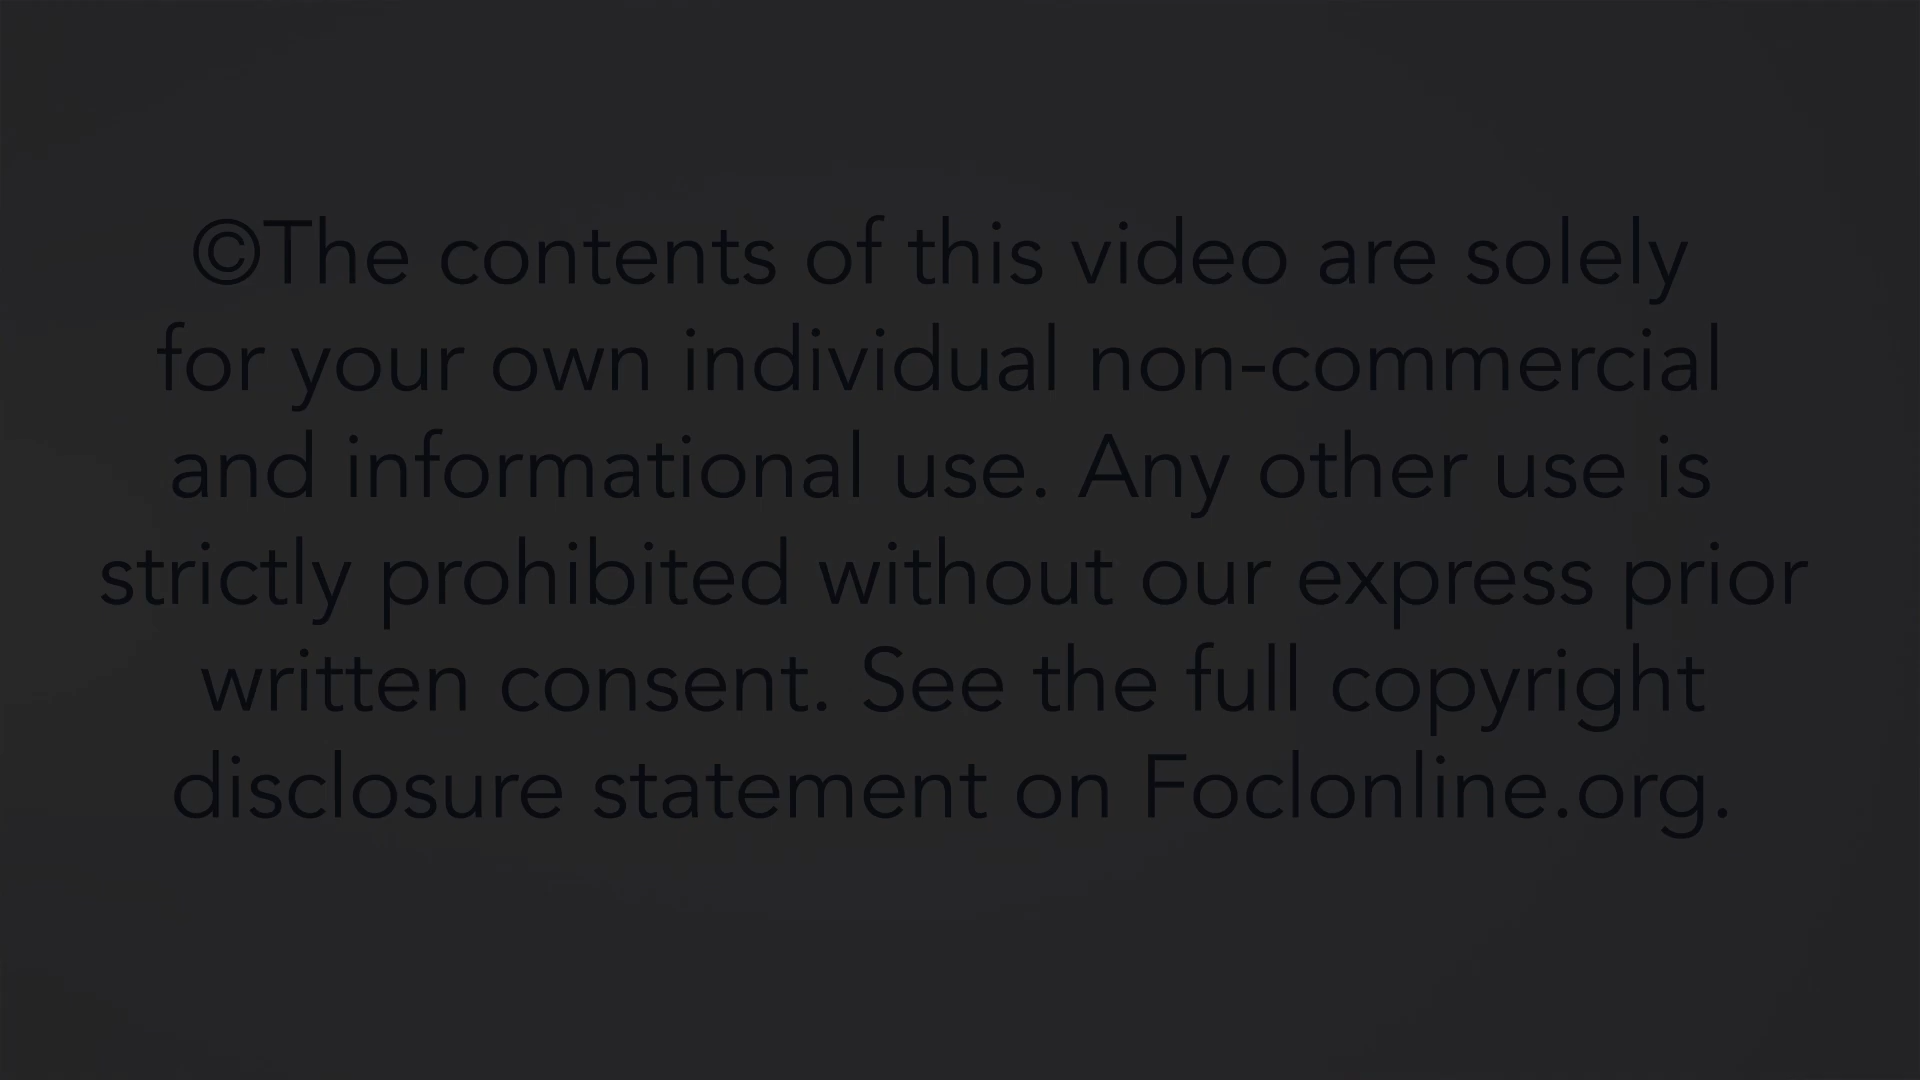 ©The contents of this video are solely
for your own individual non-commercial
and informational use. Any other use is
strictly prohibited without our express prior
written consent. See the full copyright
disclosure statement on Foclonline.org.